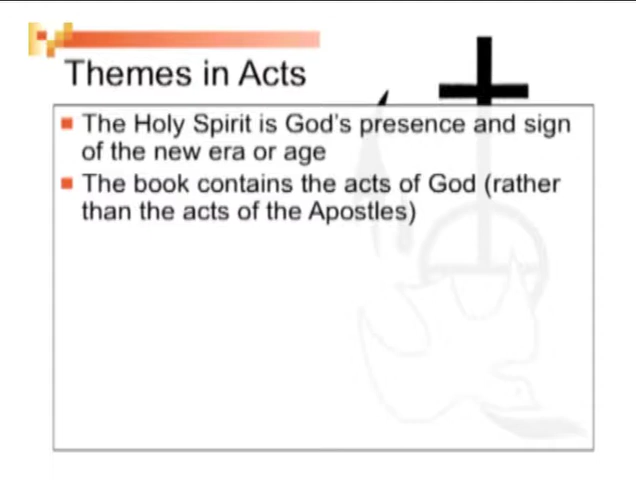 Themes in Acts
The Holy Spirit is God's presence and sign
of the new era or age
The book contains the acts of God (rather
than the acts of the Apostles)